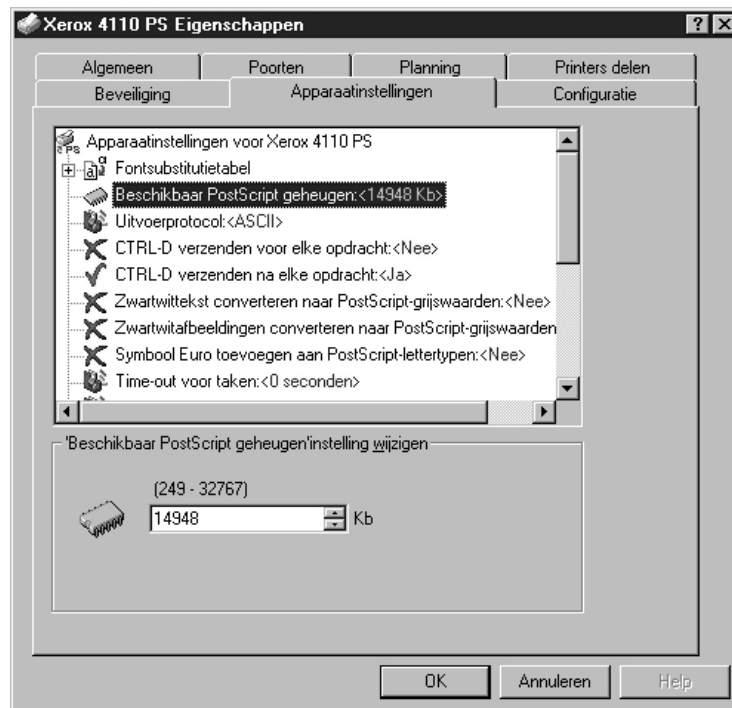 Xerox 4110 PS Eigenschappen
Algemeen Poorten Planning Printers delen
Beveiliging Apparaatinstellingen Configuratie
Apparaatinstellingen voor Xerox 4110 PS
Fontsubstitutietabel
Beschikbaar PostScript geheugen:<14948 Kb>
Uitvoerprotocol:<ASCII>
CTRL-D verzenden voor elke opdracht:<Nee>
CTRL-D verzenden na elke opdracht:<Ja>
Zwartwittekst converteren naar PostScript-grijswaarden:<Nee>
Zwartwitafbeeldingen converteren naar PostScript-grijswaarden
Symbool Euro toevoegen aan PostScript-lettertypen:<Nee>
Time-out voor taken:<0 seconden>
'Beschikbaar PostScript geheugen'instelling wijzigen
(249 - 32767)
14948 Kb
OK Annuleren Help